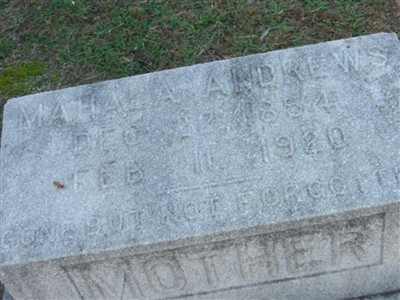 MAHALA ANDREWS
DEC 22, 1854
FEB 11, 1920
GONE BUT NOT FORGOTTEN
MOTHER